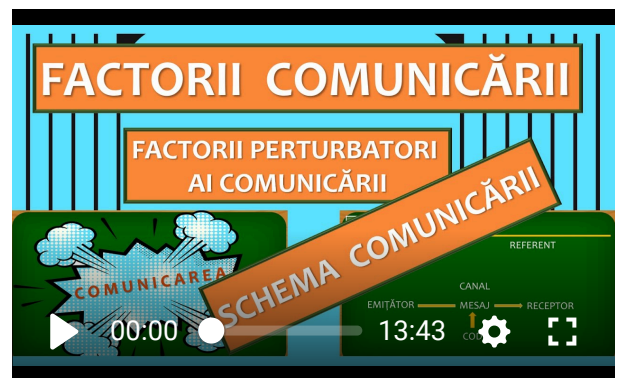 FACTORII COMUNICĂRII
FACTORII PERTURBATORI
AI COMUNICĂRII
SCHEMA COMUNICĂRII
COMUNICAREA
REFERENT
CANAL
EMIȚĂTOR MESAJ RECEPTOR
00:00 13:43